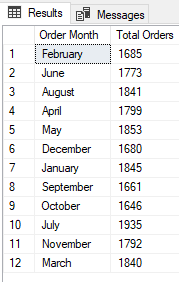 Results Messages
Order Month Total Orders
1 February 1685
2 June 1773
3 August 1841
4 April 1799
5 May 1853
6 December 1680
7 January 1845
8 September 1661
9 October 1646
10 July 1935
11 November 1792
12 March 1840